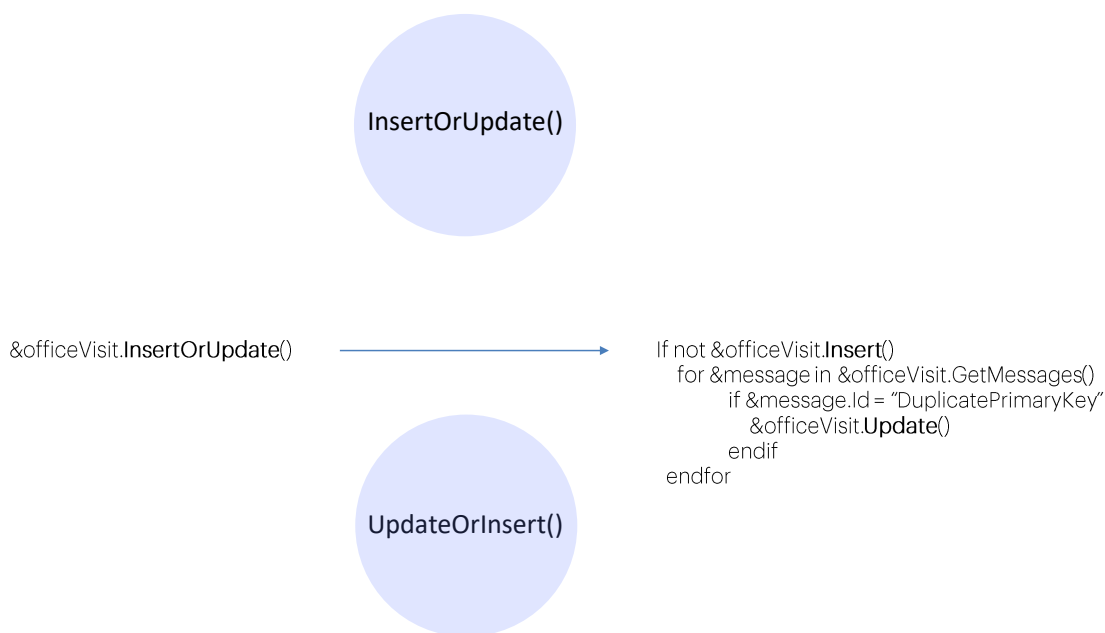 InsertOrUpdate()
&officeVisit.InsertOrUpdate()
If not &officeVisit.Insert()
for &message in &officeVisit.GetMessages()
if &message.Id = “DuplicatePrimaryKey”
&officeVisit.Update()
endif
endfor
UpdateOrInsert()